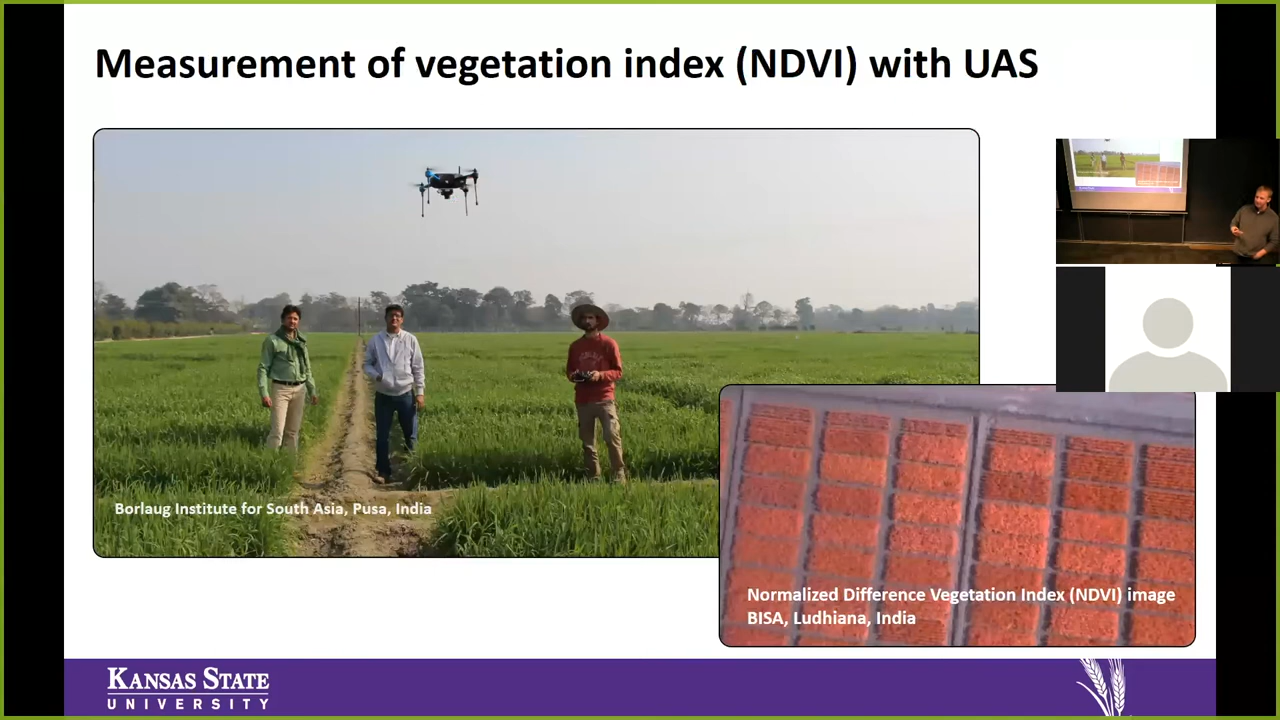 Measurement of vegetation index (NDVI) with UAS
Borlaug Institute for South Asia, Pusa, India
Normalized Difference Vegetation Index (NDVI) image
BISA, Ludhiana, India
KANSAS STATE
UNIVERSITY